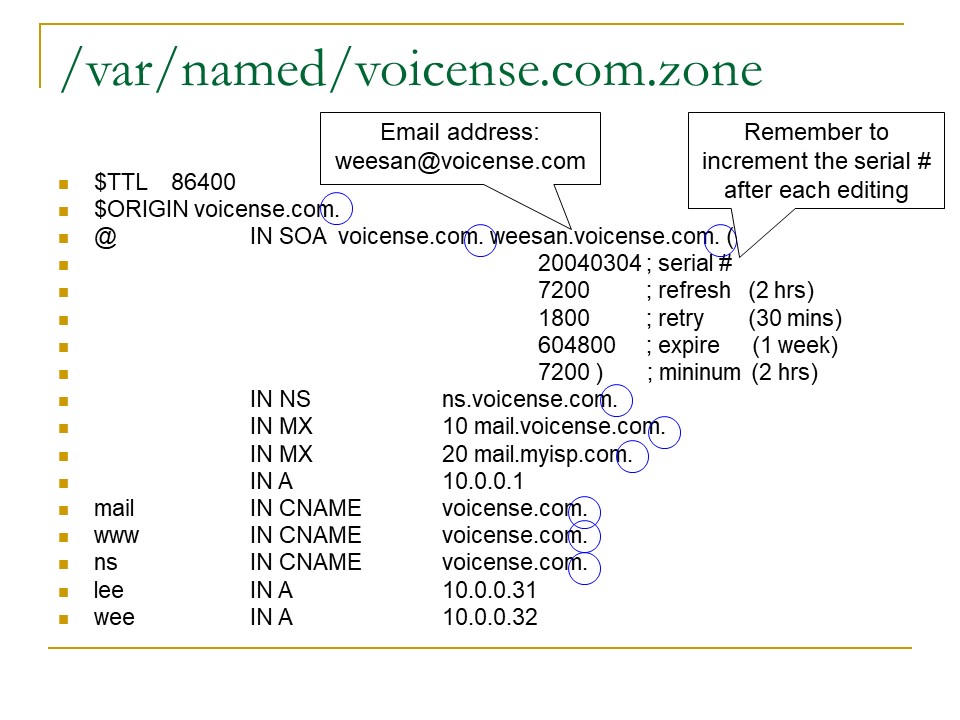 /var/named/voicense.com.zone
Email address:
weesan@voicense.com
Remember to
increment the serial #
after each editing
$TTL 86400
$ORIGIN voicense.com.
@ IN SOA voicense.com. weesan.voicense.com. (
20040304 ; serial #
7200 ; refresh (2 hrs)
1800 ; retry (30 mins)
604800 ; expire (1 week)
7200 ) ; mininum (2 hrs)
IN NS ns.voicense.com.
IN MX 10 mail.voicense.com.
IN MX 20 mail.myisp.com.
IN A 10.0.0.1
mail IN CNAME voicense.com.
www IN CNAME voicense.com.
ns IN CNAME voicense.com.
lee IN A 10.0.0.31
wee IN A 10.0.0.32